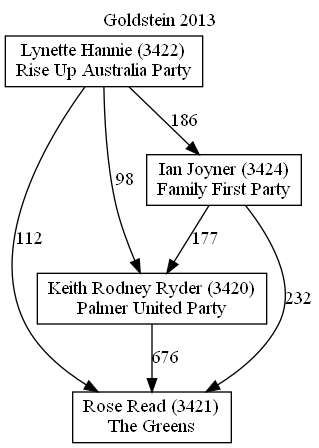 Goldstein 2013
Lynette Hannie (3422)
Rise Up Australia Party
186
Ian Joyner (3424)
Family First Party
98
112
177
232
Keith Rodney Ryder (3420)
Palmer United Party
676
Rose Read (3421)
The Greens